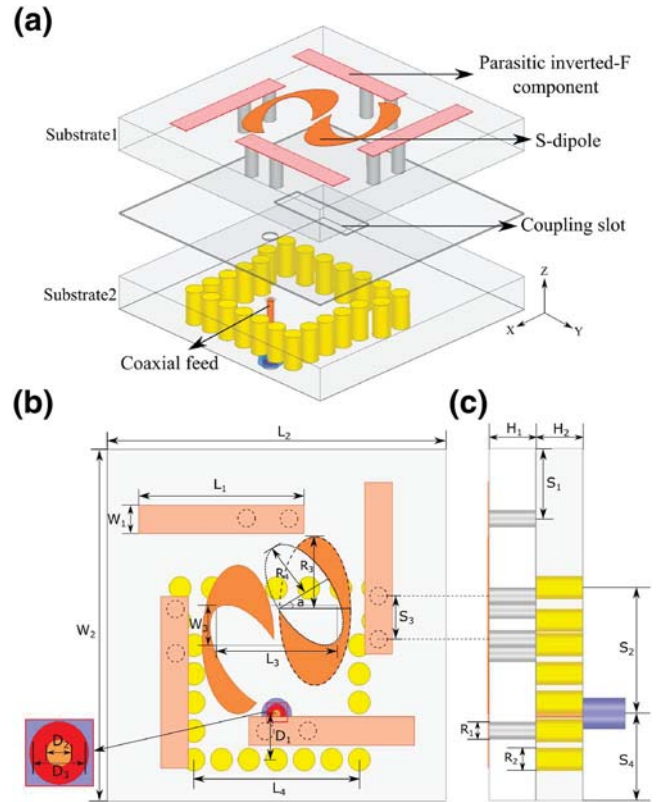 (a)
Parasitic inverted-F
component
Substrate1
S-dipole
Coupling slot
Substrate2
Z
X
Y
Coaxial feed
(b)
(c)
L2
H1
H2
L1
S1
W1
R3
R4
a
W2
W3
S3
L3
S2
D1
D2
D3
R1
R2
S4
L4